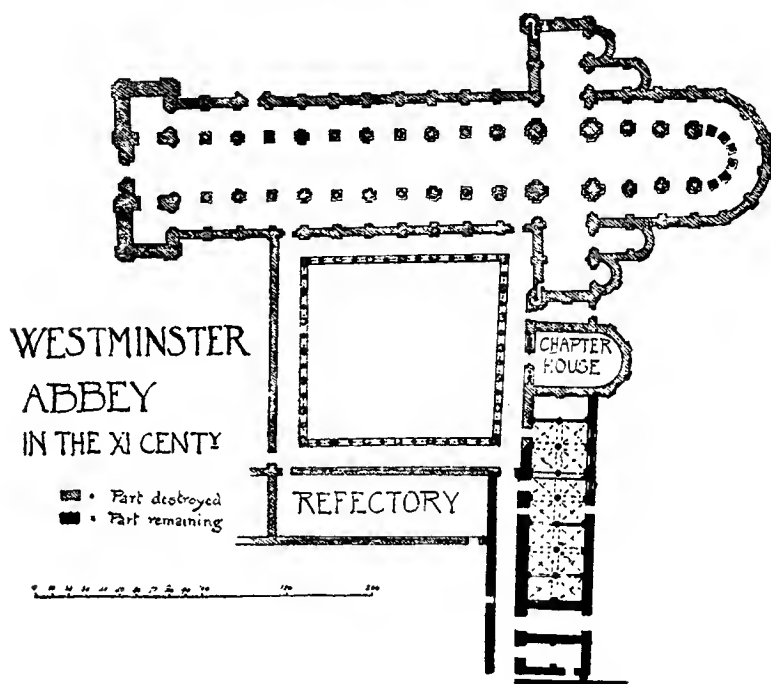 WESTMINSTER
ABBEY
IN THE XI CENTY
· Part destroyed
· Part remaining
CHAPTER
HOUSE
REFECTORY